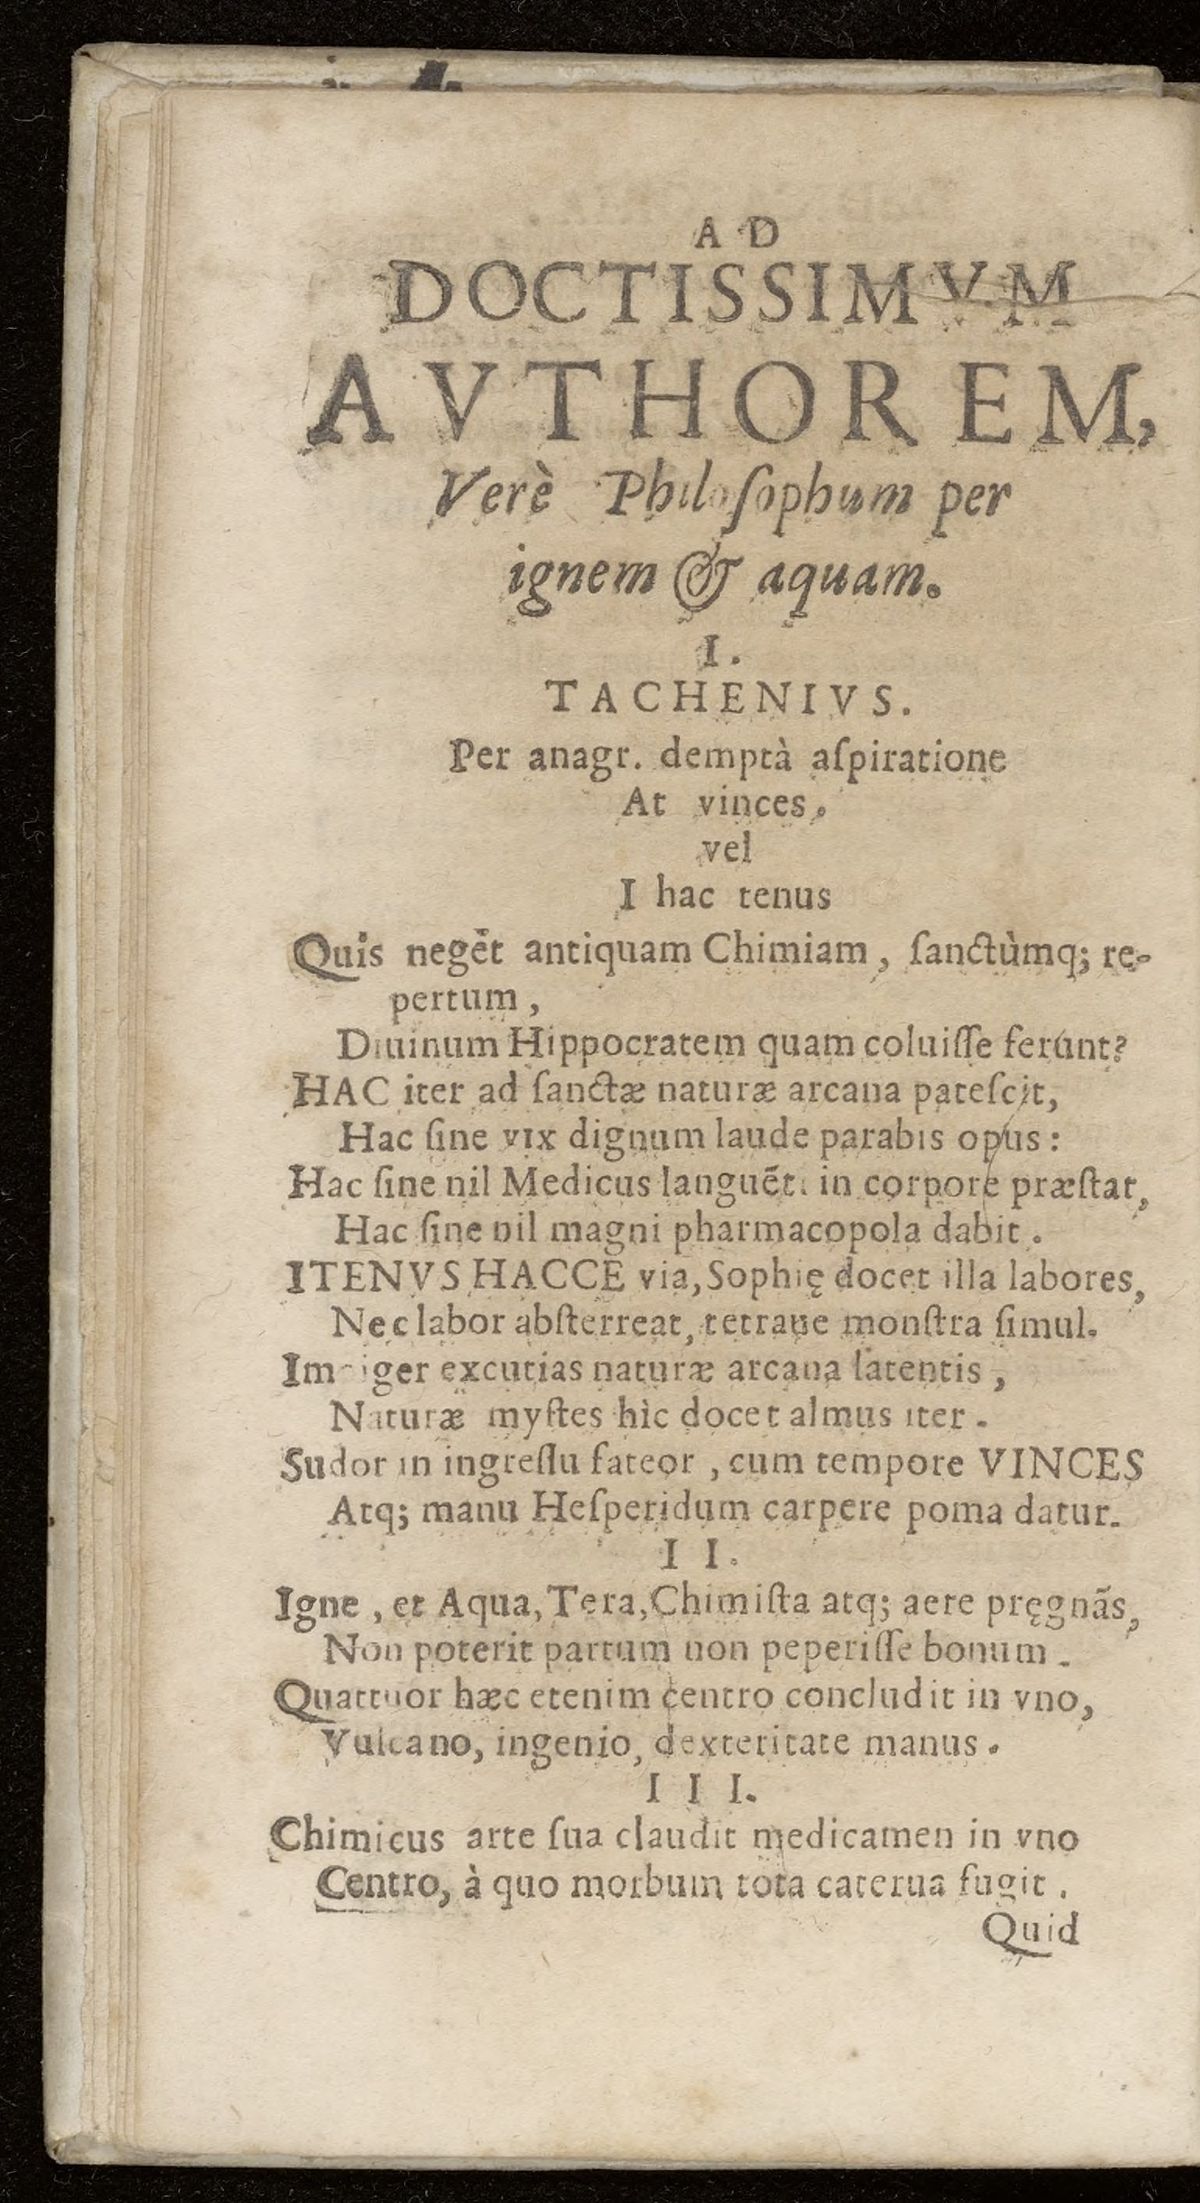 AD
DOCTISSIMVM
AVTHOREM,
Verè Philoſophum per
ignem & aquam.
I.
TACHENIVS.
Per anagr. demptà aſpiratione
At vinces.
vel
I hac tenus
Quis negẽt antiquam Chimiam, ſanctùmq; re-
pertum,
Diuinum Hippocratem quam coluiſſe ferunt?
HAC iter ad ſanctæ naturæ arcana pateſcit,
Hac ſine vix dignum laude parabis opus:
Hac ſine nil Medicus languẽt. in corpore præſtat,
Hac ſine nil magni pharmacopola dabit.
ITENVS HACCE via, Sophię docet illa labores,
Nec labor abſterreat, tetraue monſtra ſimul.
excutias naturæ arcana latentis,
Naturæ myſtes hìc docet almus iter.
Sudor in ingreſſu fateor, cum tempore VINCES
Atq; manu Heſperidum carpere poma datur.
II.
Igne, et Aqua, Tera, Chimiſta atq; aere pręgnãs,
Non poterit partum non peperiſſe bonum.
Quattuor hæc etenim centro concludit in vno,
Vulcano, ingenio, dexteritate manus.
III.
Chimicus arte ſua claudit medicamen in vno
Centro, à quo morbum tota caterua fugit.
Quid